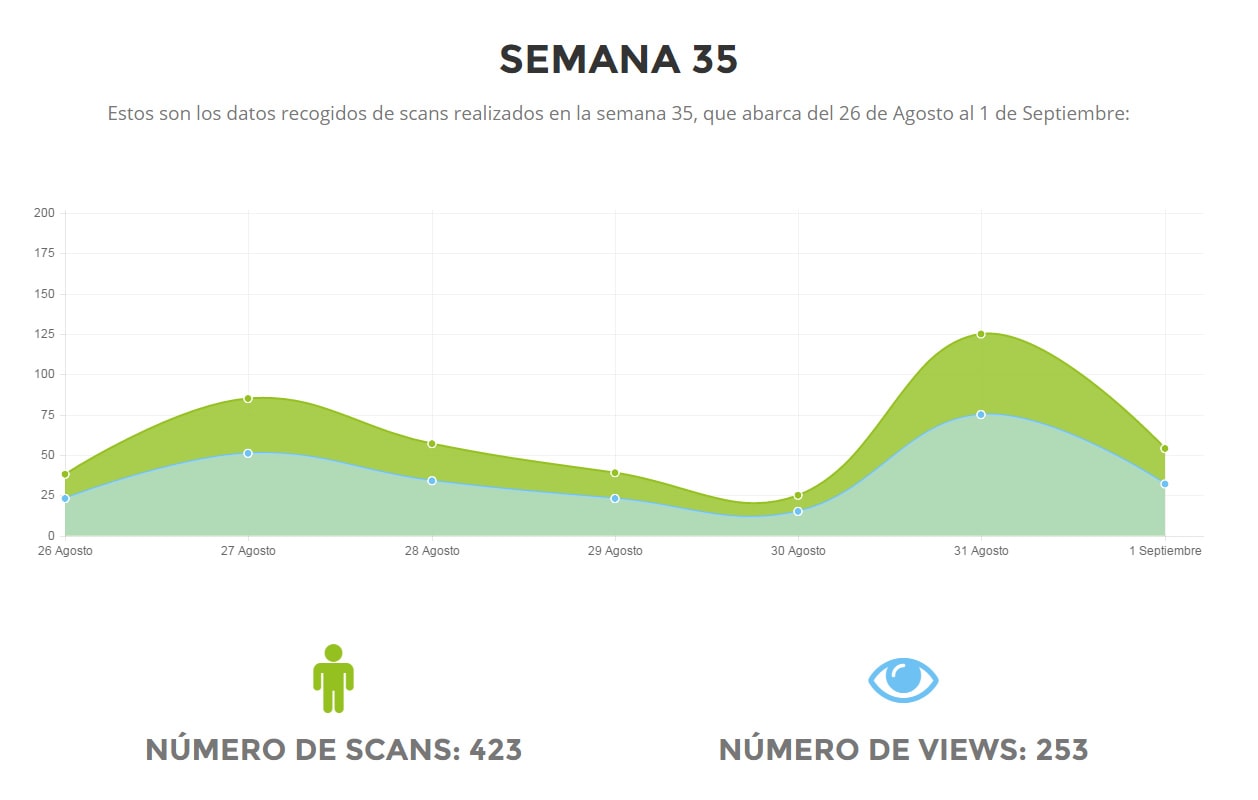 SEMANA 35
Estos son los datos recogidos de scans realizados en la semana 35, que abarca del 26 de Agosto al 1 de Septiembre:
200
175
150
125
100
75
50
25
0
26 Agosto 27 Agosto 28 Agosto 29 Agosto 30 Agosto 31 Agosto 1 Septiembre
NÚMERO DE SCANS: 423 NÚMERO DE VIEWS: 253